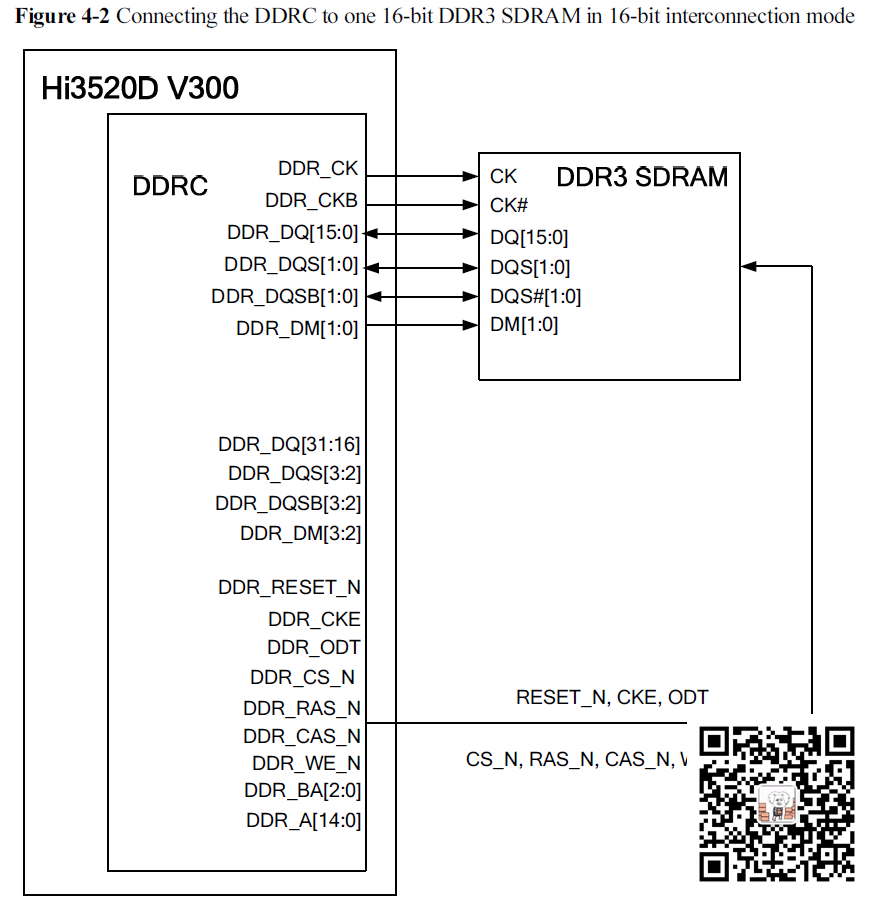 Figure 4-2 Connecting the DDRC to one 16-bit DDR3 SDRAM in 16-bit interconnection mode
Hi3520D V300
DDRC
DDR_CK
DDR_CKB
DDR_DQ[15:0]
DDR_DQS[1:0]
DDR_DQSB[1:0]
DDR_DM[1:0]
DDR3 SDRAM
CK
CK#
DQ[15:0]
DQS[1:0]
DQS#[1:0]
DM[1:0]
DDR_DQ[31:16]
DDR_DQS[3:2]
DDR_DQSB[3:2]
DDR_DM[3:2]
DDR_RESET_N
DDR_CKE
DDR_ODT
DDR_CS_N
DDR_RAS_N
DDR_CAS_N
DDR_WE_N
DDR_BA[2:0]
DDR_A[14:0]
RESET_N, CKE, ODT
CS_N, RAS_N, CAS_N,